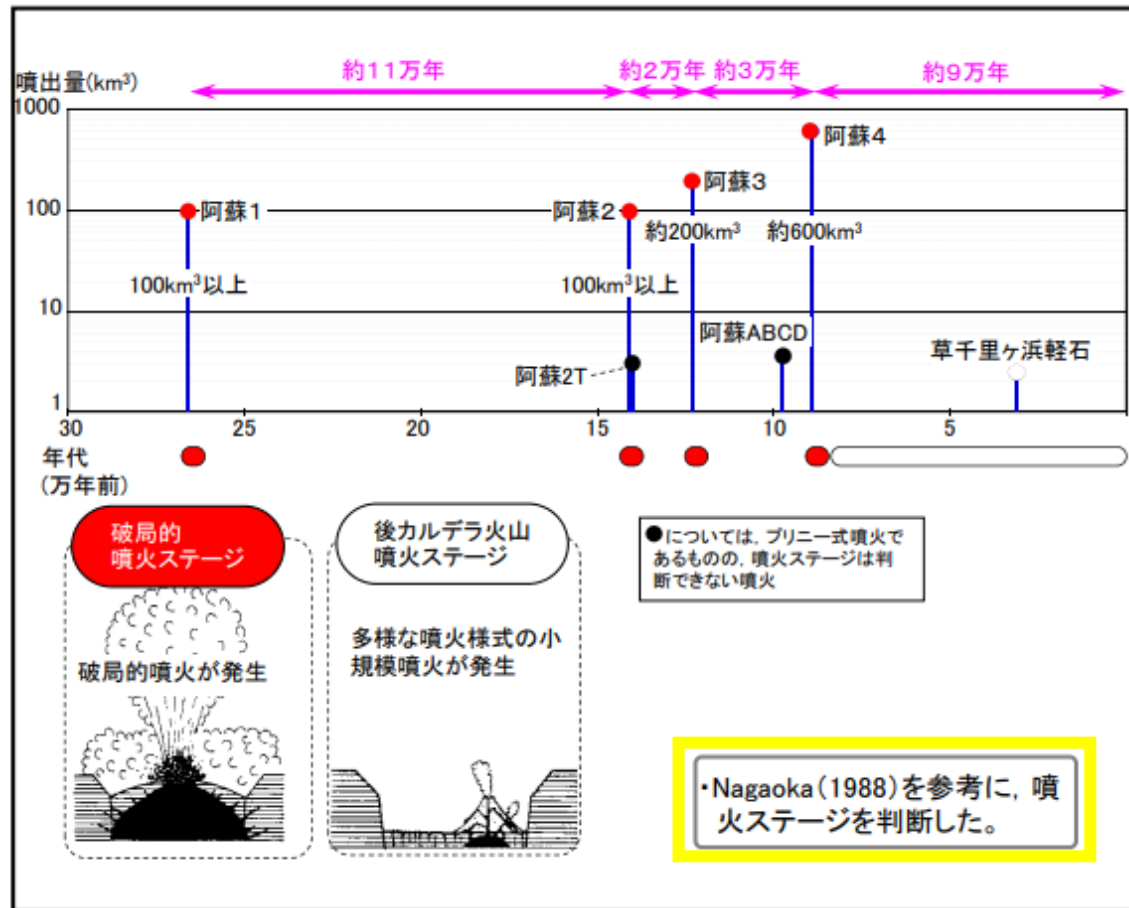 約11万年
約2万年
約3万年
約9万年
噴出量(km³)
1000
阿蘇4
阿蘇3
100
阿蘇1
阿蘇2
約200km³
約600km³
100km³以上
100km³以上
10
阿蘇ABCD
草千里ヶ浜軽石
阿蘇2T
1
30
25
20
15
10
5
年代
(万年前)
破局的
噴火ステージ
後カルデラ火山
噴火ステージ
●については，プリニー式噴火で
あるものの，噴火ステージは判
断できない噴火
破局的噴火が発生
多様な噴火様式の小
規模噴火が発生
・Nagaoka(1988)を参考に，噴
火ステージを判断した。